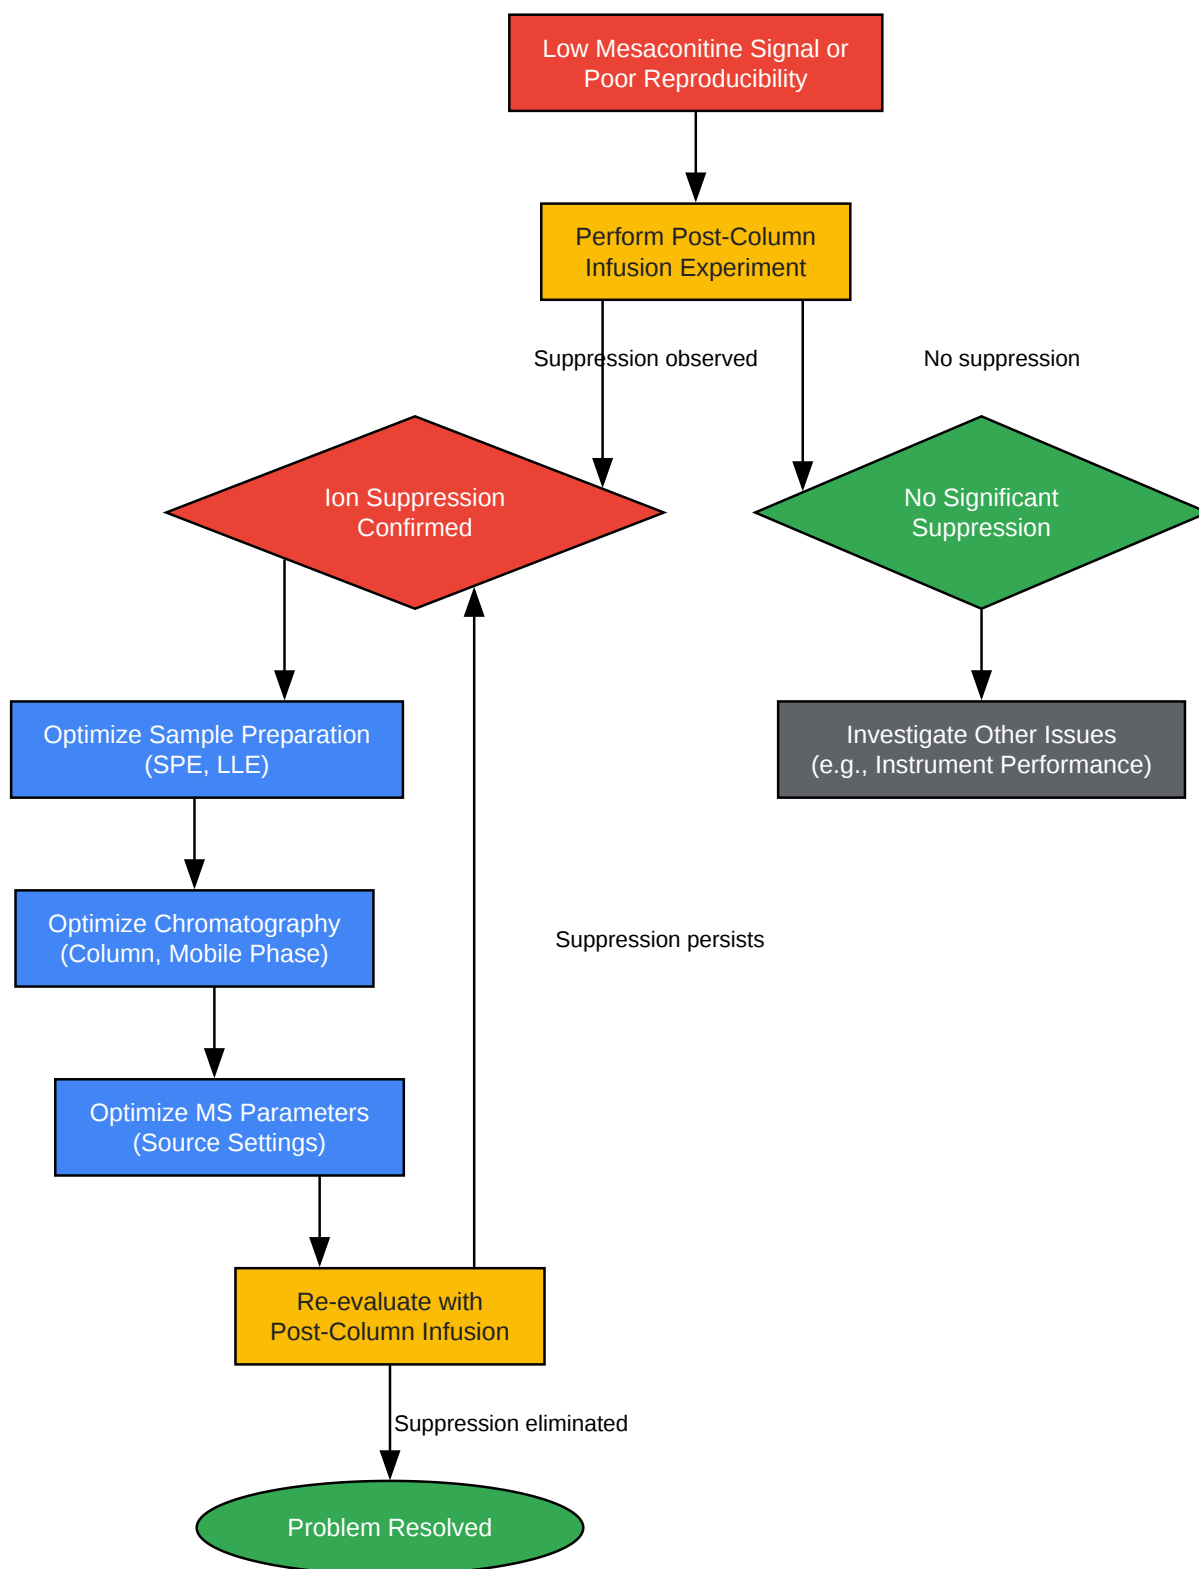 Low Mesaconitine Signal or
Poor Reproducibility
Perform Post-Column
Infusion Experiment
Suppression observed
No suppression
Ion Suppression
Confirmed
No Significant
Suppression
Optimize Sample Preparation
(SPE, LLE)
Investigate Other Issues
(e.g., Instrument Performance)
Optimize Chromatography
(Column, Mobile Phase)
Suppression persists
Optimize MS Parameters
(Source Settings)
Re-evaluate with
Post-Column Infusion
Suppression eliminated
Problem Resolved